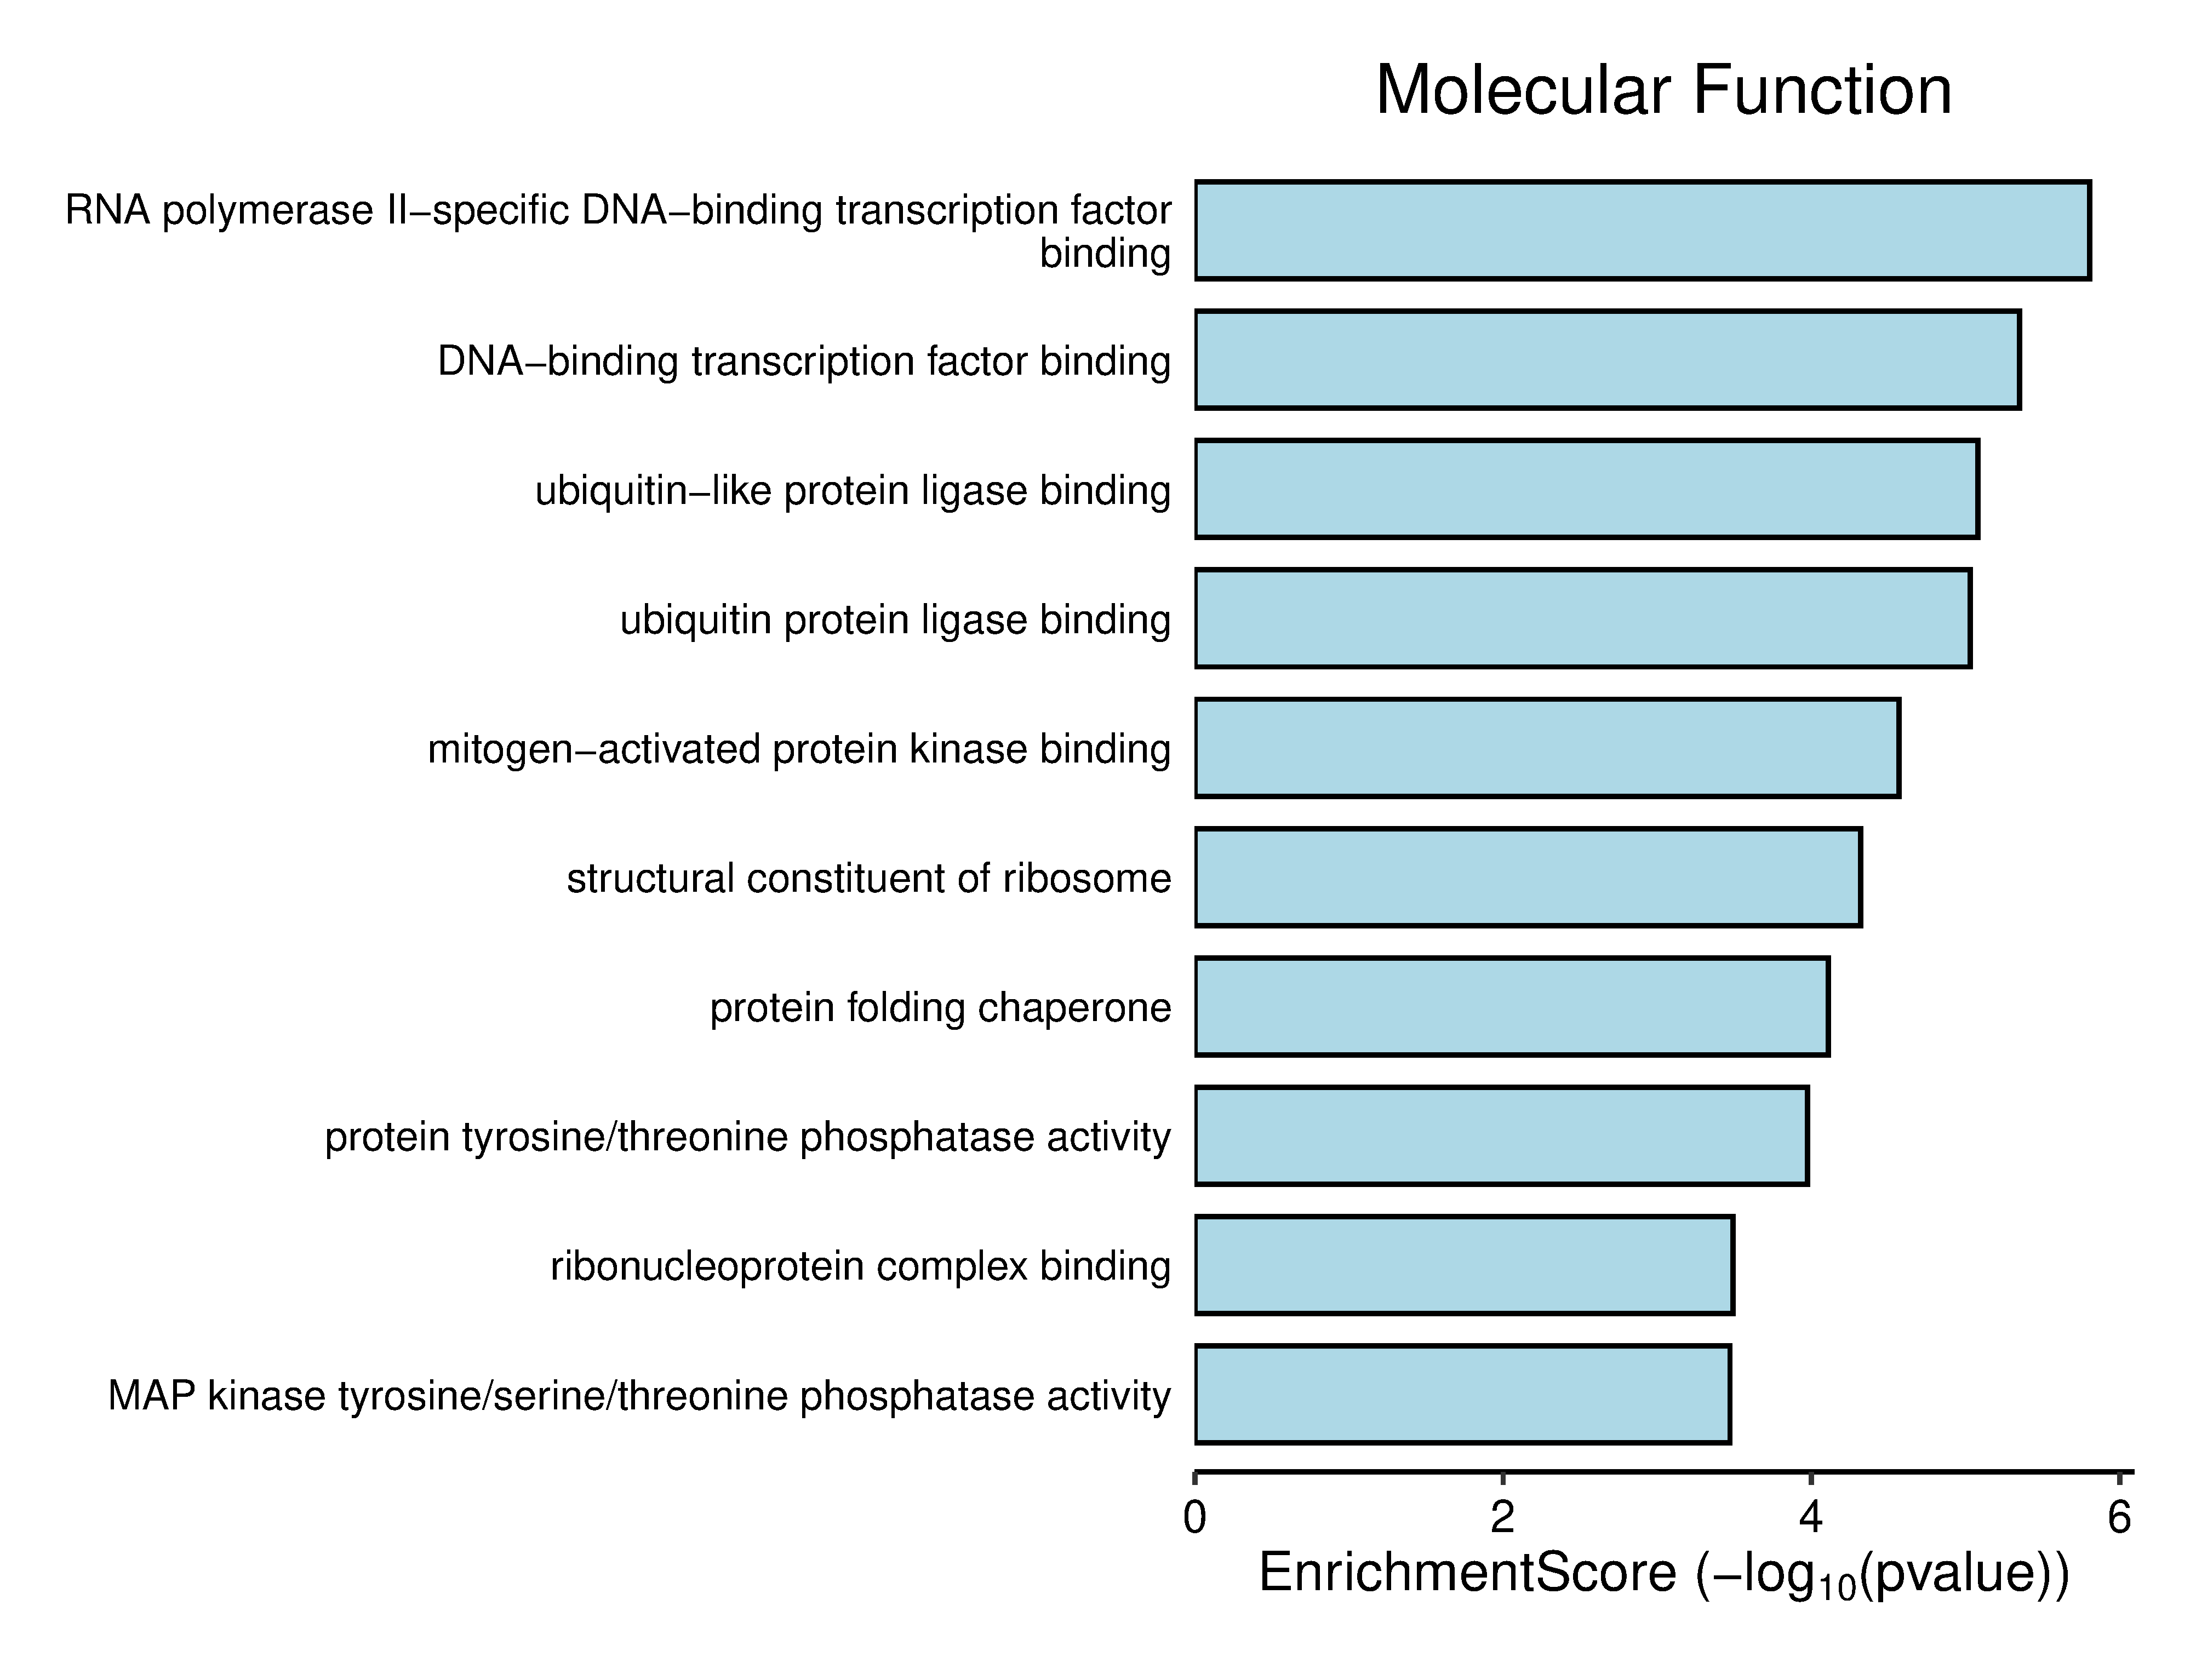 Molecular Function
RNA polymerase II−specific DNA−binding transcription factor
binding
DNA−binding transcription factor binding
ubiquitin−like protein ligase binding
ubiquitin protein ligase binding
mitogen−activated protein kinase binding
structural constituent of ribosome
protein folding chaperone
protein tyrosine/threonine phosphatase activity
ribonucleoprotein complex binding
MAP kinase tyrosine/serine/threonine phosphatase activity
0 2 4 6
EnrichmentScore (−log₁₀(pvalue))